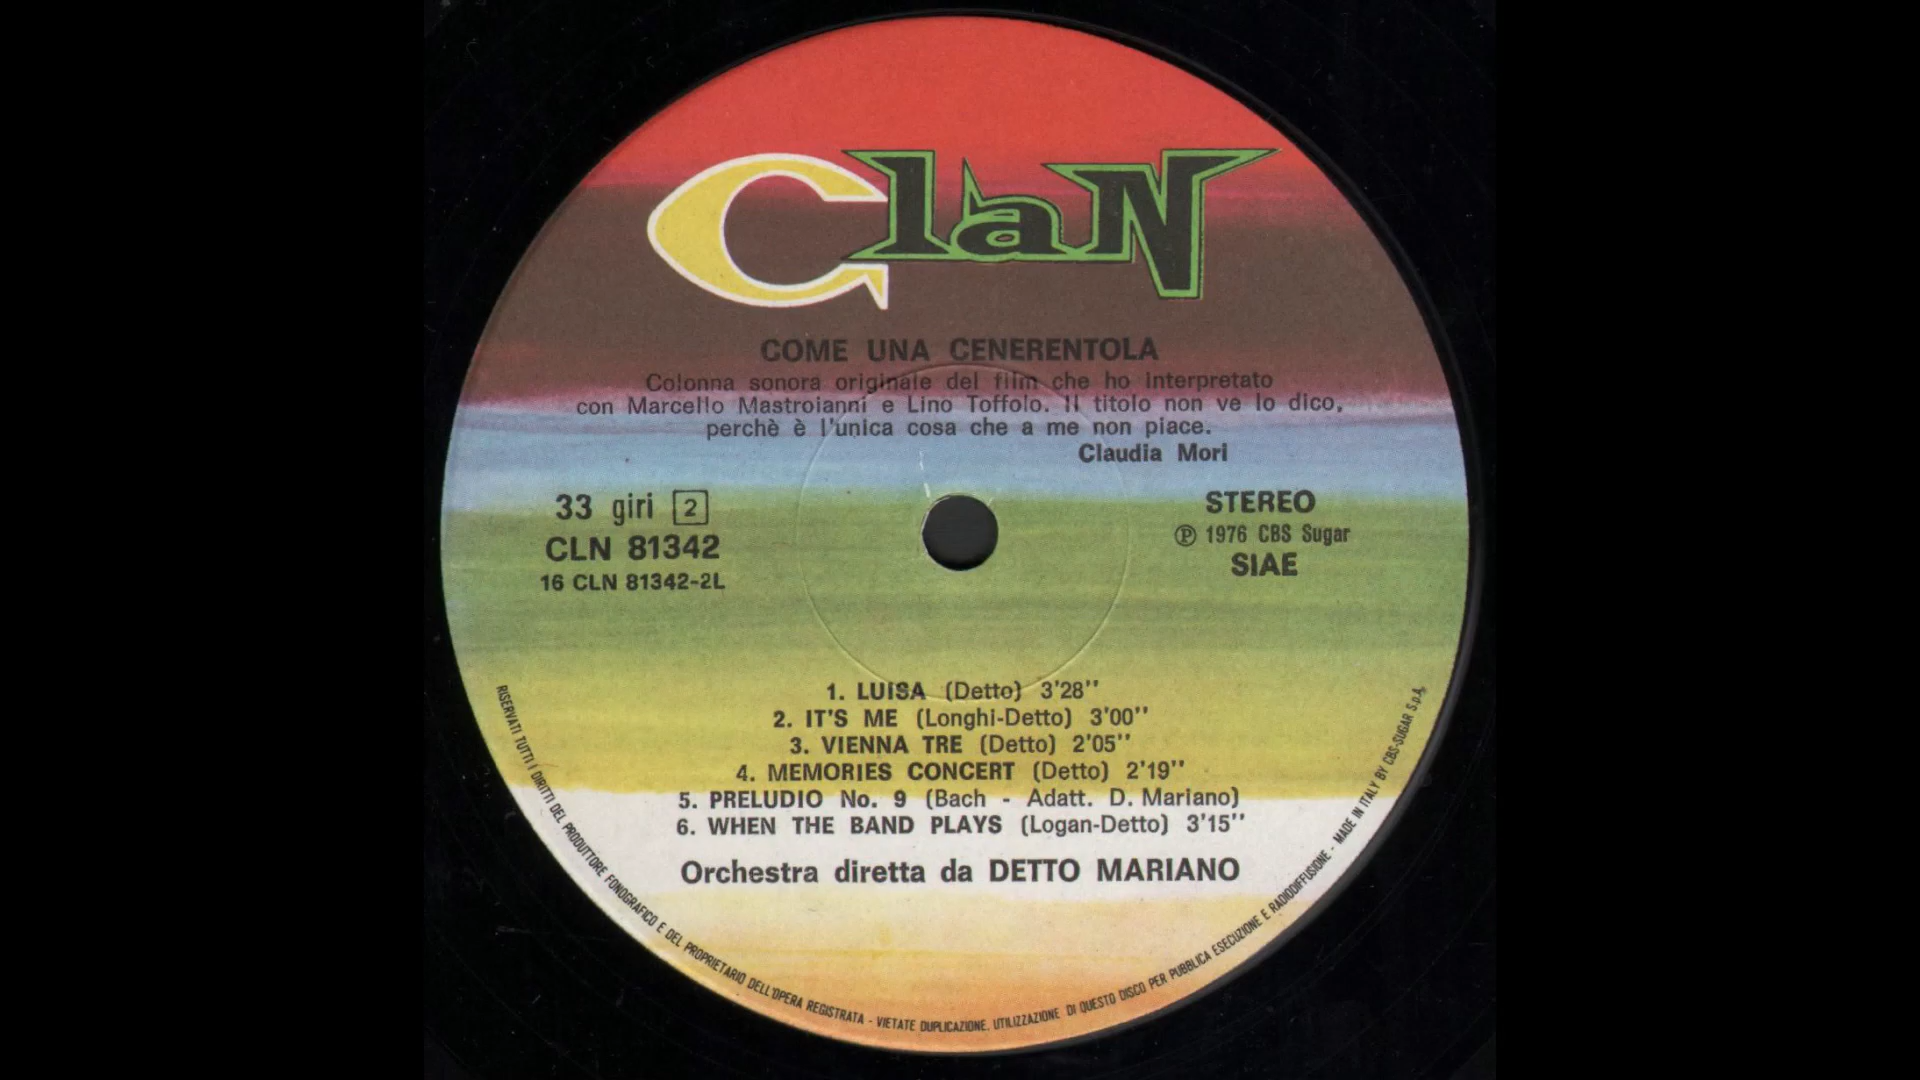 ClaN
COME UNA CENERENTOLA
Colonna sonora originale del film che ho interpretato
con Marcello Mastroianni e Lino Toffolo. Il titolo non ve lo dico,
perchè è l'unica cosa che a me non piace.
Claudia Mori
33 giri 2
CLN 81342
16 CLN 81342-2L
STEREO
Ⓟ 1976 CBS Sugar
SIAE
1. LUISA (Detto) 3'28''
2. IT'S ME (Longhi-Detto) 3'00''
3. VIENNA TRE (Detto) 2'05''
4. MEMORIES CONCERT (Detto) 2'19''
5. PRELUDIO No. 9 (Bach - Adatt. D. Mariano)
6. WHEN THE BAND PLAYS (Logan-Detto) 3'15''
Orchestra diretta da DETTO MARIANO
RISERVATI TUTTI I DIRITTI DEL PRODUTTORE FONOGRAFICO E DEL PROPRIETARIO DELL'OPERA REGISTRATA - VIETATE DUPLICAZIONE, UTILIZZAZIONE DI QUESTO DISCO PER PUBBLICA ESECUZIONE E RADIODIFFUSIONE - MADE IN ITALY BY CBS-SUGAR S.p.A.